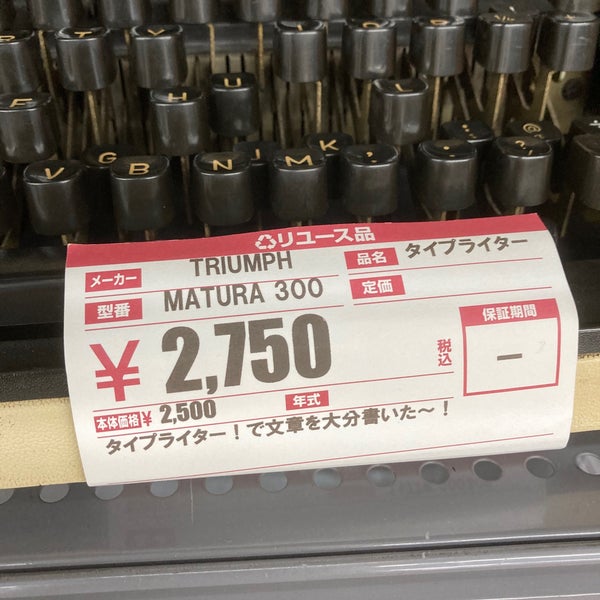 R T V I O P
F H U L
V G B N M K , .
リユース品
メーカー TRIUMPH 品名 タイプライター
型番 MATURA 300 定価
¥2,750 税込 保証期間
—
本体価格¥ 2,500 年式
タイプライター!で文章を大分書いた~!